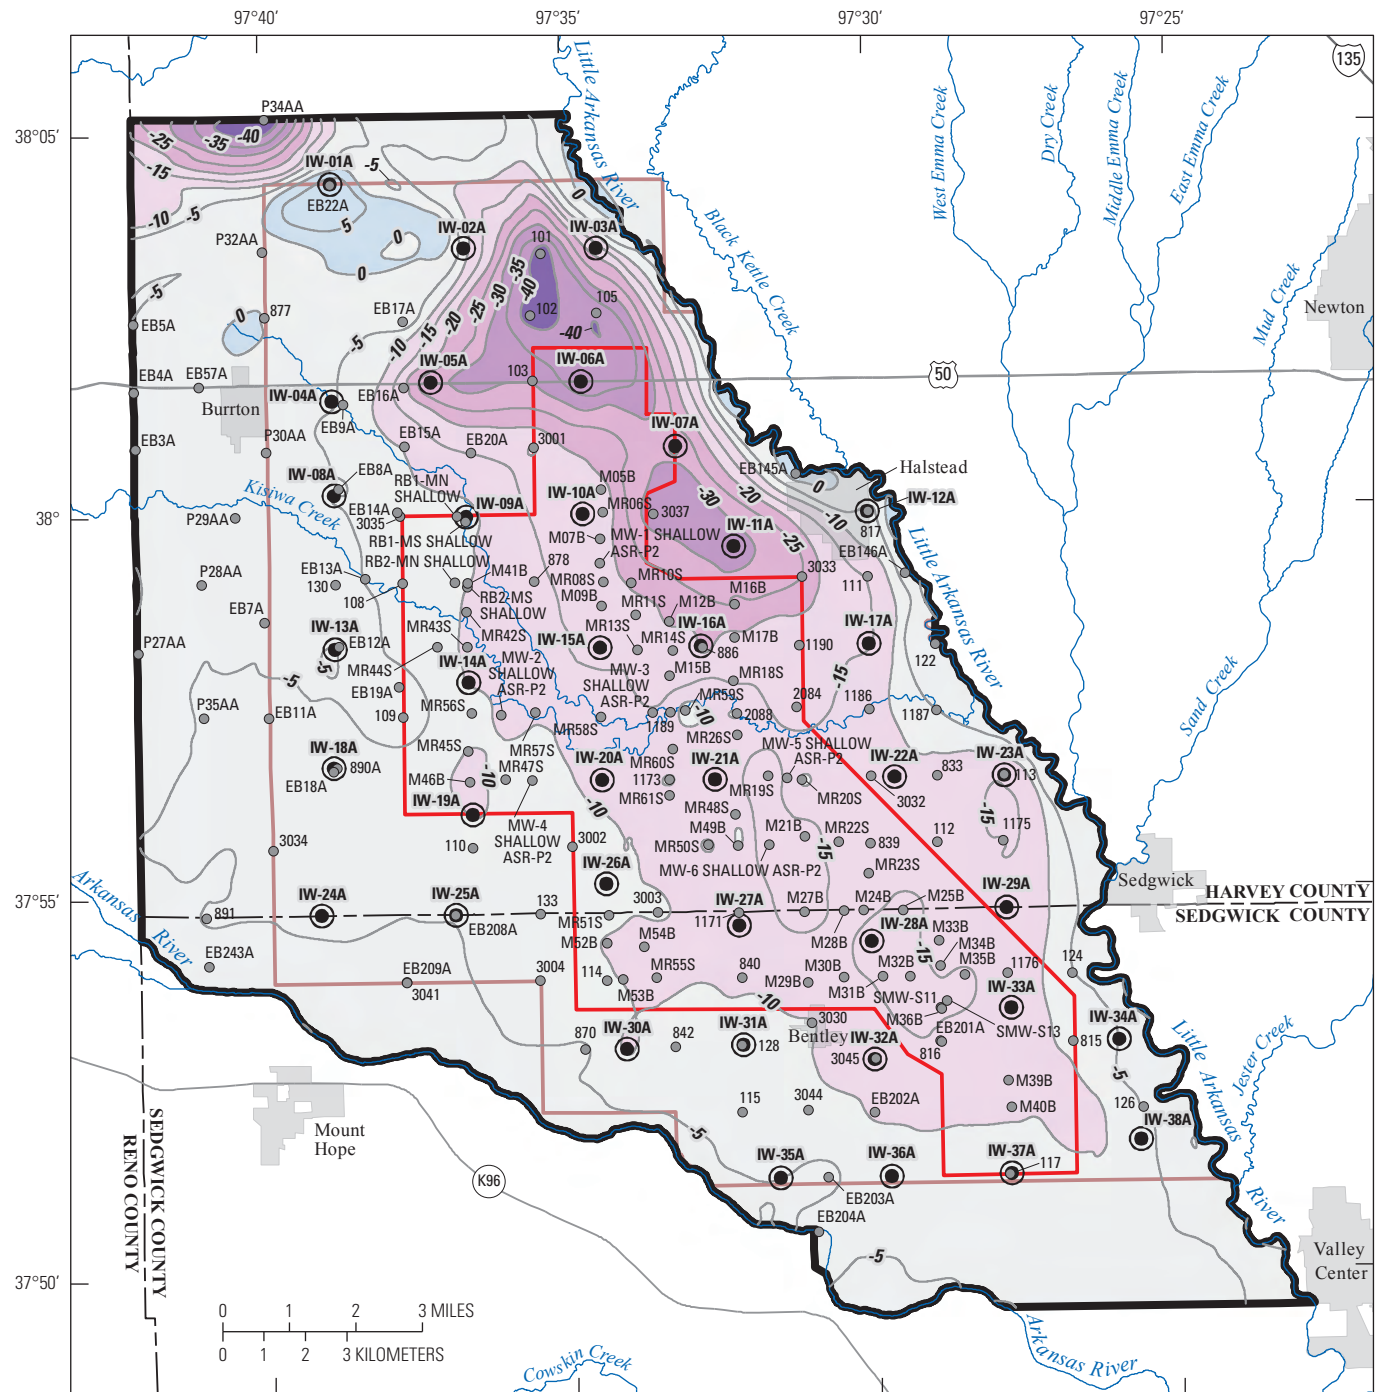 97°40′
97°35′
97°30′
97°25′
135
38°05′
38°
37°55′
37°50′
P34AA
-25
-35
-40
-15
-10
-5
IW-01A
-5
EB22A
5
0
0
0
Little Arkansas River
IW-02A
IW-03A
101
-35
-40
-30
-25
-20
-15
-10
102
105
-40
P32AA
-5
EB5A
0
877
EB17A
-5
Black Kettle Creek
West Emma Creek
Dry Creek
Middle Emma Creek
East Emma Creek
Mud Creek
Newton
50
EB4A
EB57A
Burrton
IW-04A
EB9A
EB16A
IW-05A
103
IW-06A
IW-07A
EB3A
P30AA
EB15A
EB20A
3001
EB145A
0
Halstead
IW-08A
EB8A
RB1-MN
SHALLOW
IW-09A
IW-10A
M05B
MR06S
3037
-30
-20
-10
IW-12A
817
Kisiwa Creek
P29AA
EB14A
3035
RB1-MS SHALLOW
M07B
MW-1 SHALLOW
ASR-P2
IW-11A
-25
EB146A
Little Arkansas River
P28AA
EB13A
130
108
RB2-MN SHALLOW
M41B
878
MR08S
MR10S
M09B
M16B
3033
111
RB2-MS
SHALLOW
MR11S
M12B
EB7A
IW-13A
EB12A
-5
MR43S
MR42S
IW-15A
MR13S
MR14S
IW-16A
886
M17B
1190
IW-17A
122
P27AA
MR44S
IW-14A
MW-2
SHALLOW
ASR-P2
MW-3
SHALLOW
ASR-P2
M15B
MR18S
-15
-5
EB19A
P35AA
EB11A
109
MR56S
MR57S
MR58S
1189
MR59S
-10
2088
2084
1186
1187
Sand Creek
IW-18A
890A
EB18A
MR45S
MR47S
M46B
-10
IW-19A
IW-20A
-10
MR60S
1173
MR61S
MR26S
IW-21A
MR19S
MW-5 SHALLOW
ASR-P2
MR20S
IW-22A
3032
833
IW-23A
113
-15
1175
3034
110
MW-4
SHALLOW
ASR-P2
3002
MR48S
M49B
MR50S
M21B
-15
MR22S
839
112
MR23S
MW-6 SHALLOW ASR-P2
IW-26A
Sedgwick
HARVEY COUNTY
SEDGWICK COUNTY
Arkansas River
891
IW-24A
IW-25A
EB208A
133
MR51S
3003
1171
IW-27A
M27B
M24B
M25B
IW-29A
M28B
IW-28A
-15
M33B
M34B
M35B
M52B
M54B
EB243A
EB209A
3041
3004
114
M53B
MR55S
840
M29B
M30B
M31B
M32B
1176
124
-10
SMW-S11
M36B
IW-33A
SMW-S13
870
IW-30A
842
IW-31A
128
3030
Bentley
IW-32A
3045
816
EB201A
815
IW-34A
-5
Little Arkansas River
Jester Creek
M39B
M40B
115
3044
EB202A
126
IW-38A
Mount
Hope
K96
SEDGWICK COUNTY
RENO COUNTY
-5
IW-35A
EB203A
IW-36A
IW-37A
117
EB204A
-5
Valley
Center
0 1 2 3 MILES
0 1 2 3 KILOMETERS
Cowskin Creek
Arkansas River